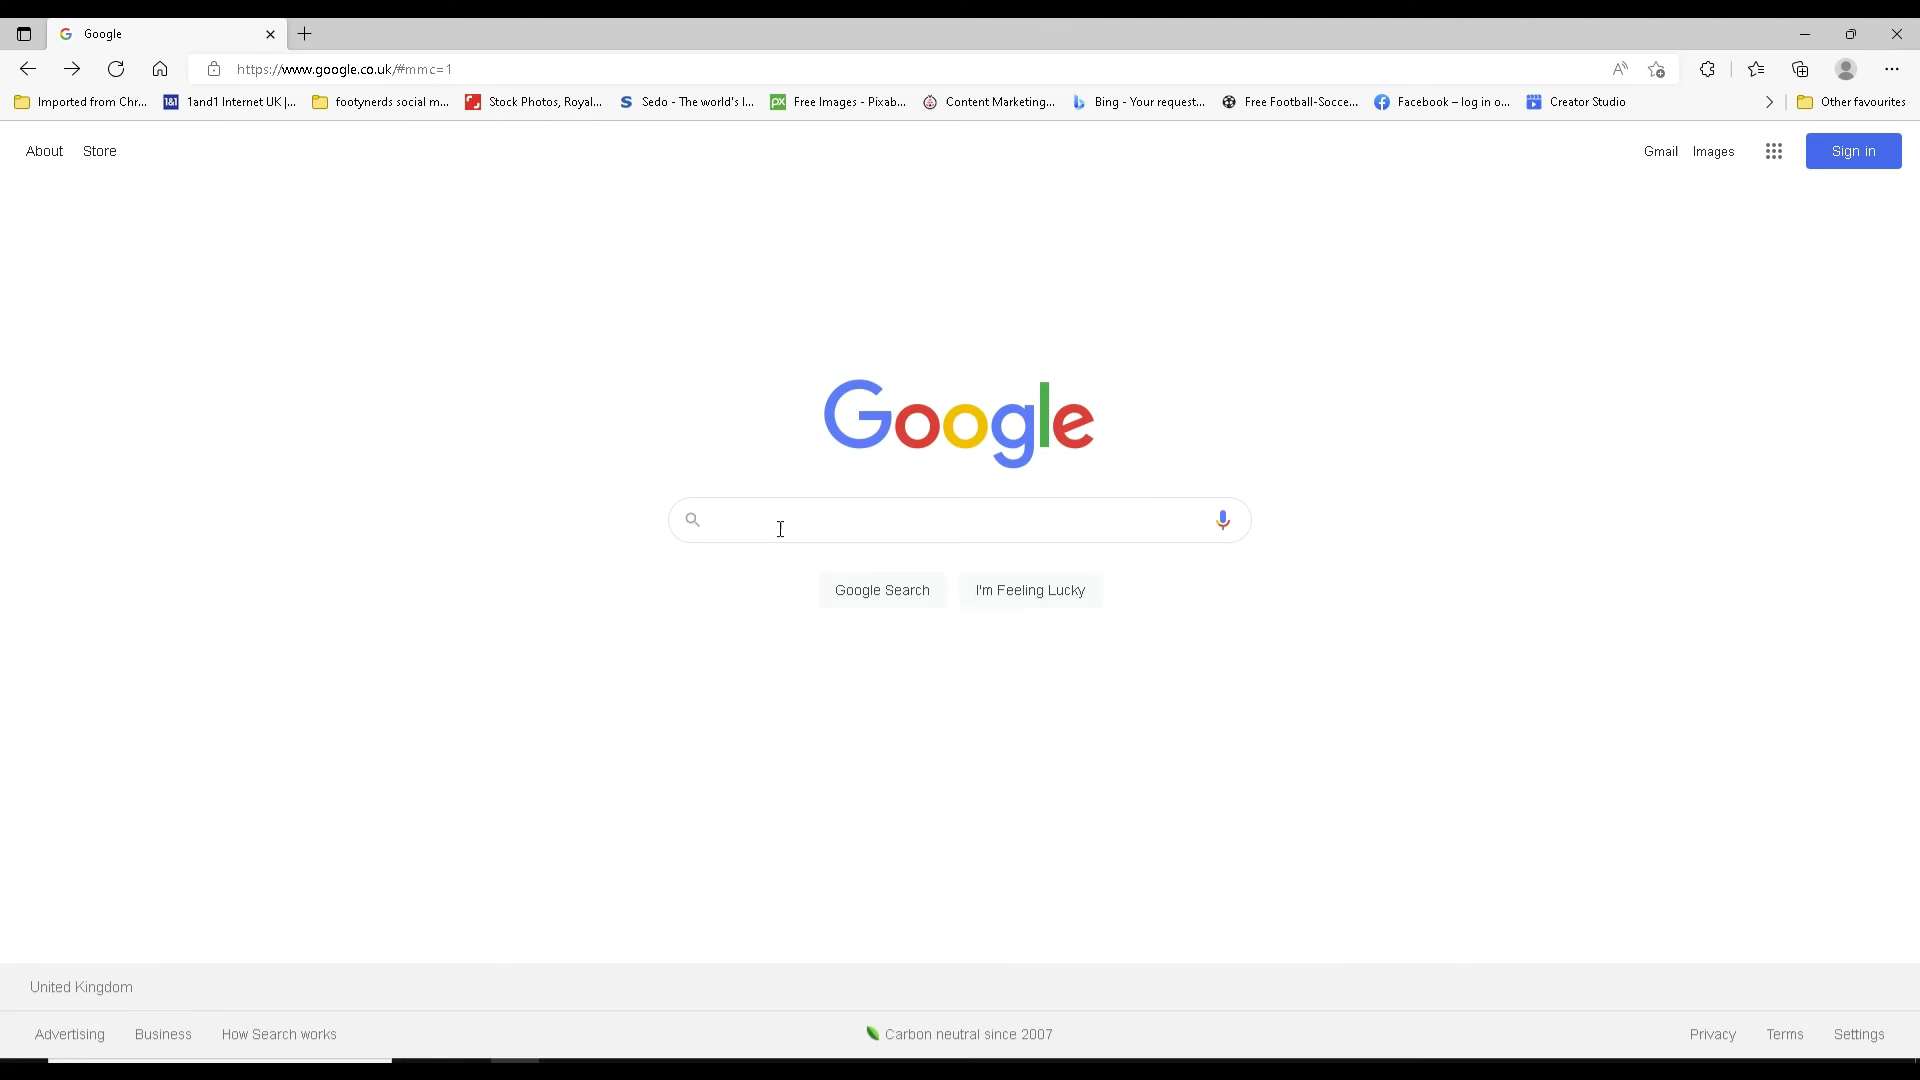 Google
https://www.google.co.uk/#mmc=1
Imported from Chr... 1and1 Internet UK |... footynerds social m... Stock Photos, Royal... Sedo - The world's l... Free Images - Pixab... Content Marketing,... Bing - Your request... Free Football-Socce... Facebook – log in o... Creator Studio Other favourites
About Store Gmail Images Sign in
Google
Google Search I'm Feeling Lucky
United Kingdom
Advertising Business How Search works Carbon neutral since 2007 Privacy Terms Settings